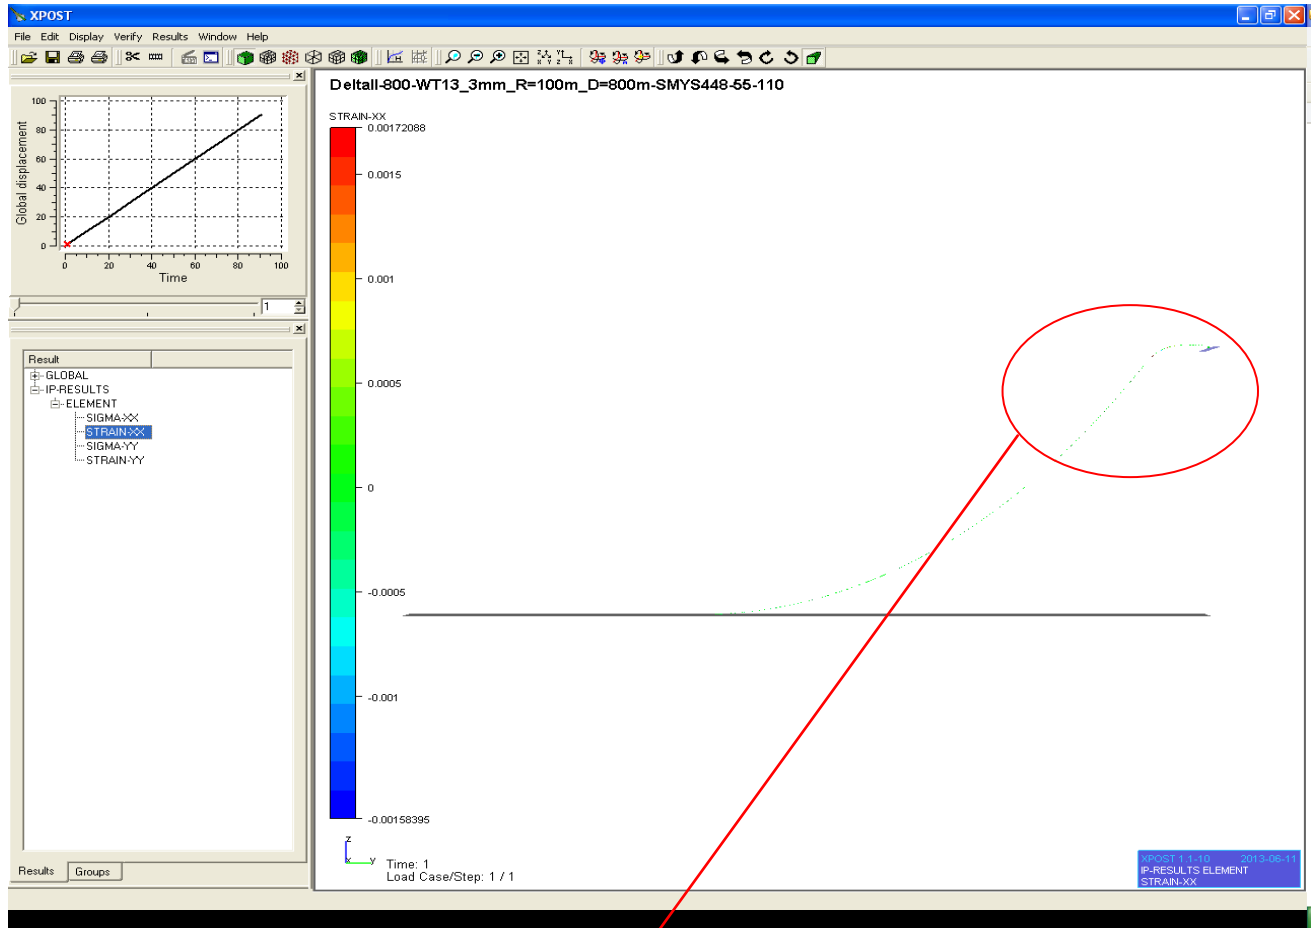 XPOST
File Edit Display Verify Results Window Help
100
80
60
40
20
0
Global displacement
0 20 40 60 80 100
Time
1
Result
GLOBAL
IP-RESULTS
ELEMENT
SIGMA-XX
STRAIN-XX
SIGMA-YY
STRAIN-YY
Results Groups
Deltall-800-WT13_3mm_R=100m_D=800m-SMYS448-55-110
STRAIN-XX
0.00172088
0.0015
0.001
0.0005
0
-0.0005
-0.001
-0.00158395
z
x y
Time: 1
Load Case/Step: 1 / 1
XPOST 1.1-10 2013-06-11
IP-RESULTS ELEMENT
STRAIN-XX